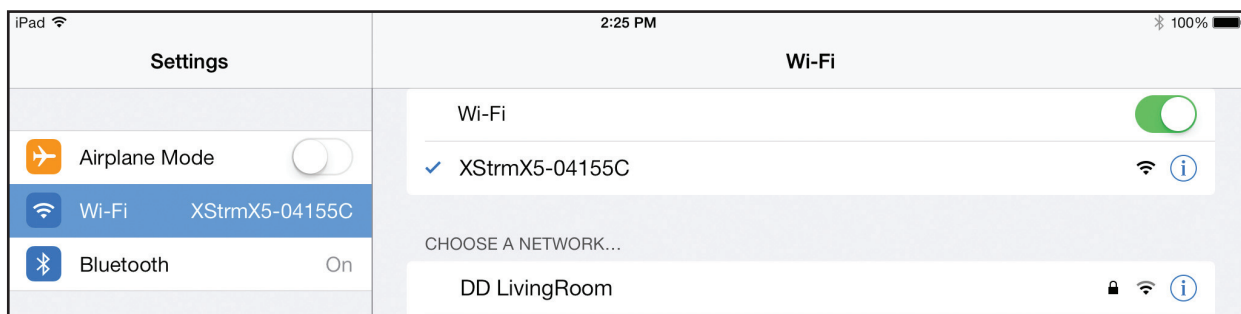 iPad 2:25 PM 100%
Settings Wi-Fi
Wi-Fi
Airplane Mode
XStrmX5-04155C
Wi-Fi XStrmX5-04155C
CHOOSE A NETWORK...
Bluetooth On
DD LivingRoom